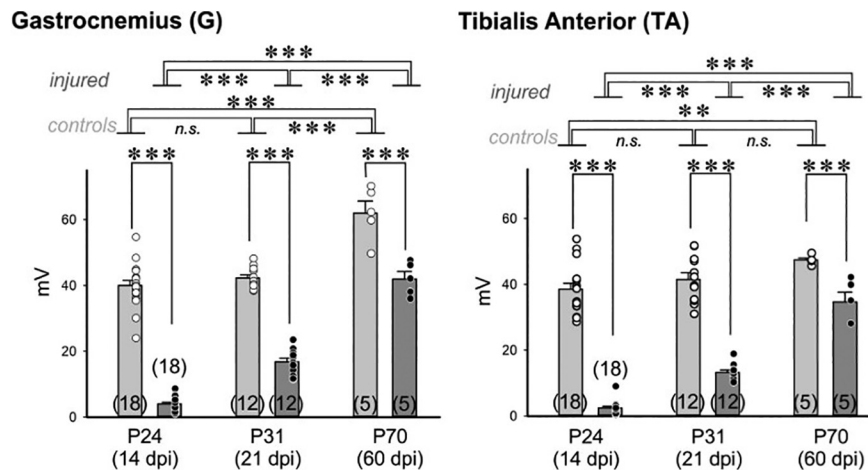 Gastrocnemius (G)
***
injured
*** ***
***
controls
n.s. ***
*** *** ***
60
40
20
0
mV
(18) (18) (12) (12) (5) (5)
P24 P31 P70
(14 dpi) (21 dpi) (60 dpi)
Tibialis Anterior (TA)
***
injured
*** ***
**
controls
n.s. n.s.
*** *** ***
60
40
20
0
mV
(18) (18) (12) (12) (5) (5)
P24 P31 P70
(14 dpi) (21 dpi) (60 dpi)